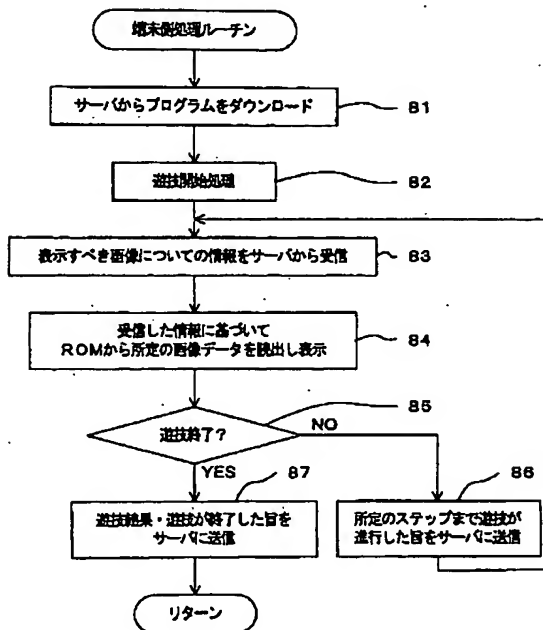 端末側処理ルーチン
サーバからプログラムをダウンロード
81
遊技開始処理
82
表示すべき画像についての情報をサーバから受信
83
受信した情報に基づいて
ROMから所定の画像データを読出し表示
84
85
遊技終了?
NO
YES
87
86
遊技結果・遊技が終了した旨を
サーバに送信
所定のステップまで遊技が
進行した旨をサーバに送信
リターン